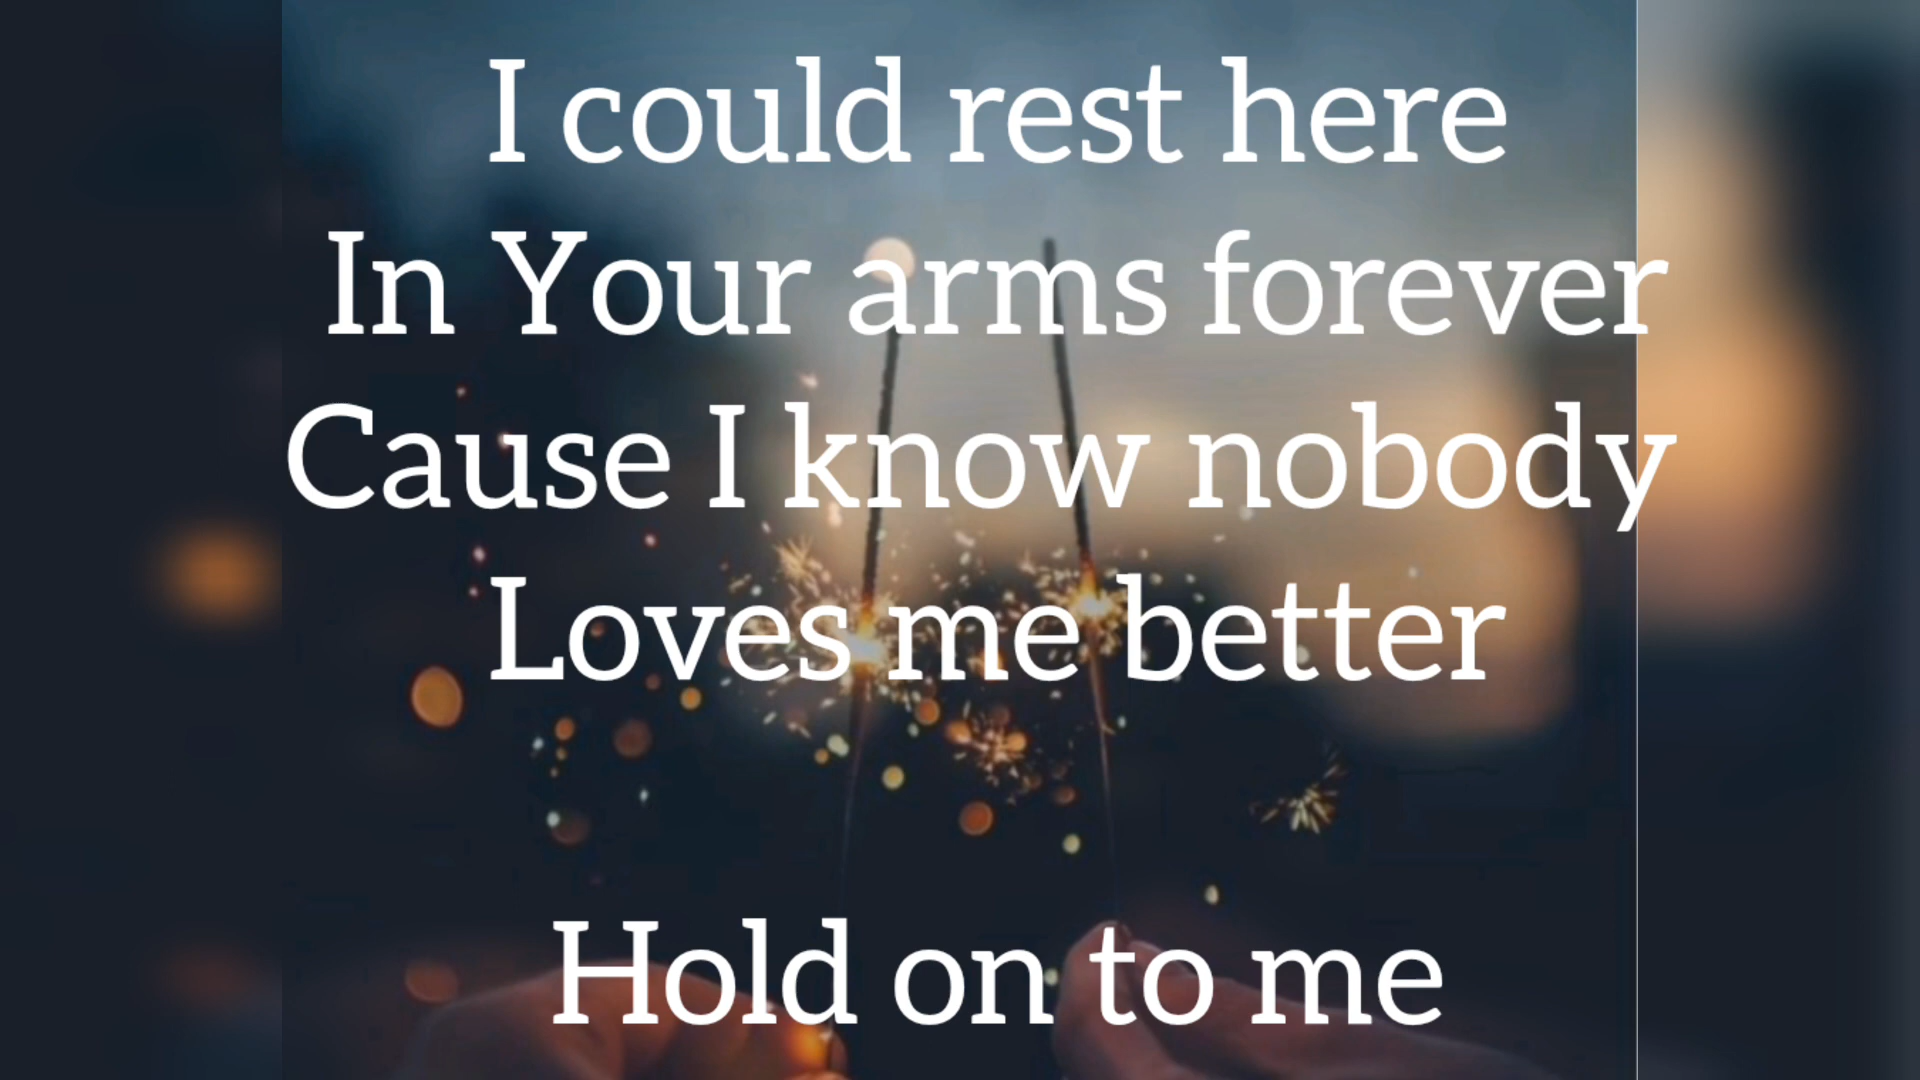 I could rest here
In Your arms forever
Cause I know nobody
Loves me better
Hold on to me